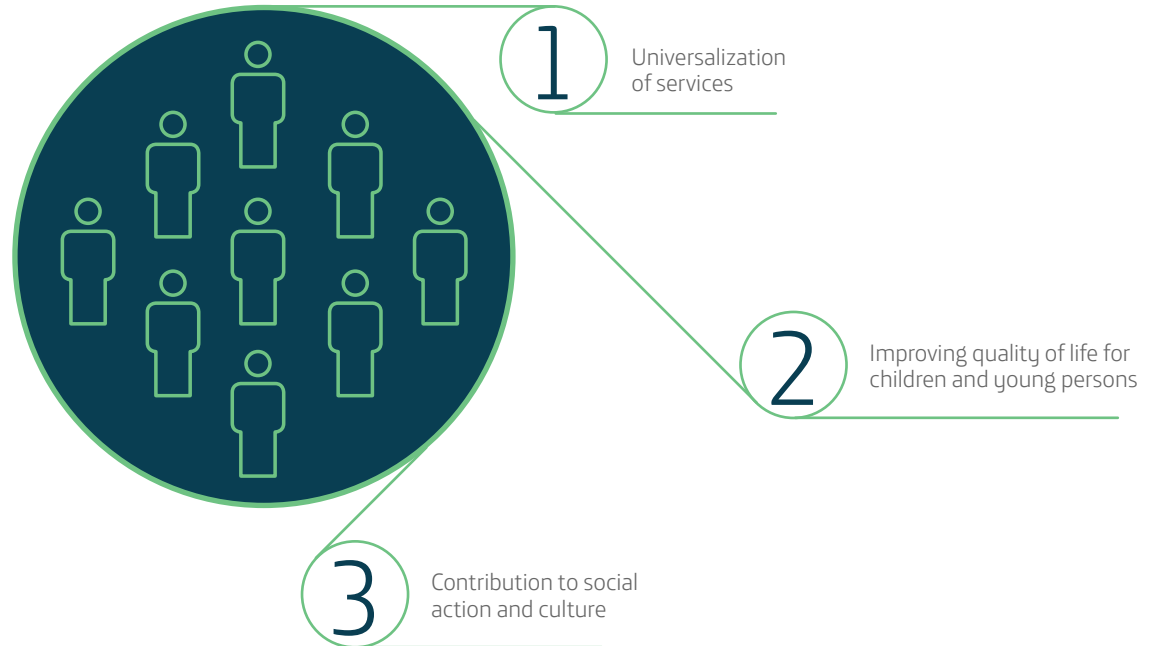 1
Universalization
of services
2
Improving quality of life for
children and young persons
3
Contribution to social
action and culture